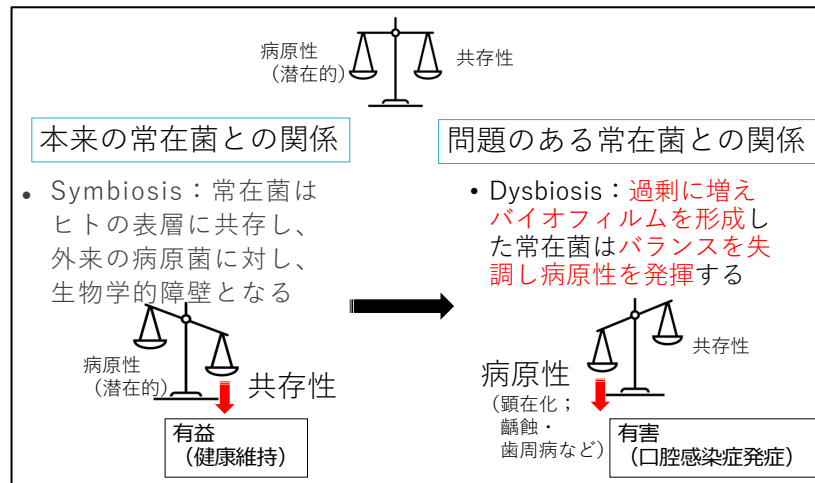 病原性
（潜在的）
共存性
本来の常在菌との関係
• Symbiosis：常在菌は
ヒトの表層に共存し、
外来の病原菌に対し、
生物学的障壁となる
病原性
（潜在的）
共存性
有益
（健康維持）
問題のある常在菌との関係
• Dysbiosis：過剰に増え
バイオフィルムを形成し
た常在菌はバランスを失
調し病原性を発揮する
共存性
病原性
（顕在化；
齲蝕・
歯周病など）
有害
（口腔感染症発症）